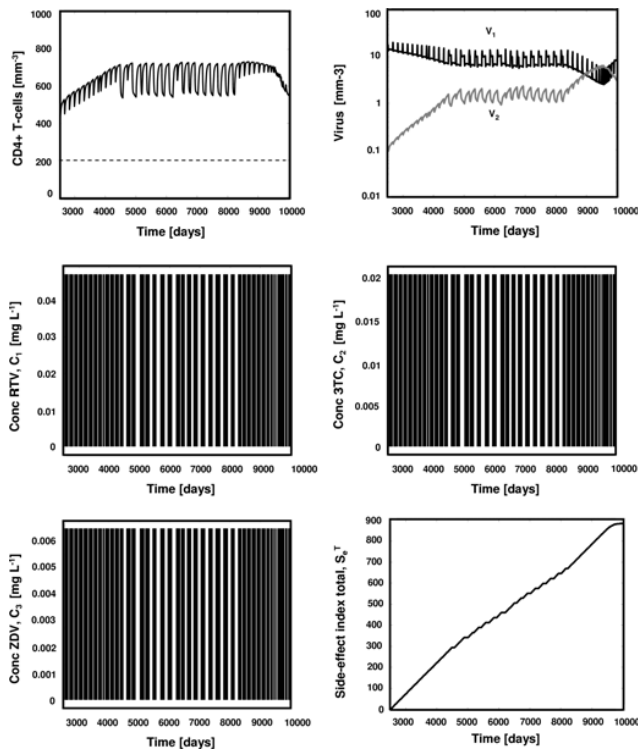 CD4+ T-cells [mm⁻³]
1000
800
600
400
200
0
3000 4000 5000 6000 7000 8000 9000 10000
Time [days]
Virus [mm-3]
100
10
1
0.1
0.01
V₁
V₂
3000 4000 5000 6000 7000 8000 9000 10000
Time [days]
Conc RTV, C₁ [mg L⁻¹]
0.04
0.03
0.02
0.01
0
3000 4000 5000 6000 7000 8000 9000 10000
Time [days]
Conc 3TC, C₂ [mg L⁻¹]
0.02
0.015
0.01
0.005
0
3000 4000 5000 6000 7000 8000 9000 10000
Time [days]
Conc ZDV, C₃ [mg L⁻¹]
0.006
0.005
0.004
0.003
0.002
0.001
0
3000 4000 5000 6000 7000 8000 9000 10000
Time [days]
Side-effect index total, Sₑᵀ
900
800
700
600
500
400
300
200
100
0
3000 4000 5000 6000 7000 8000 9000 10000
Time [days]